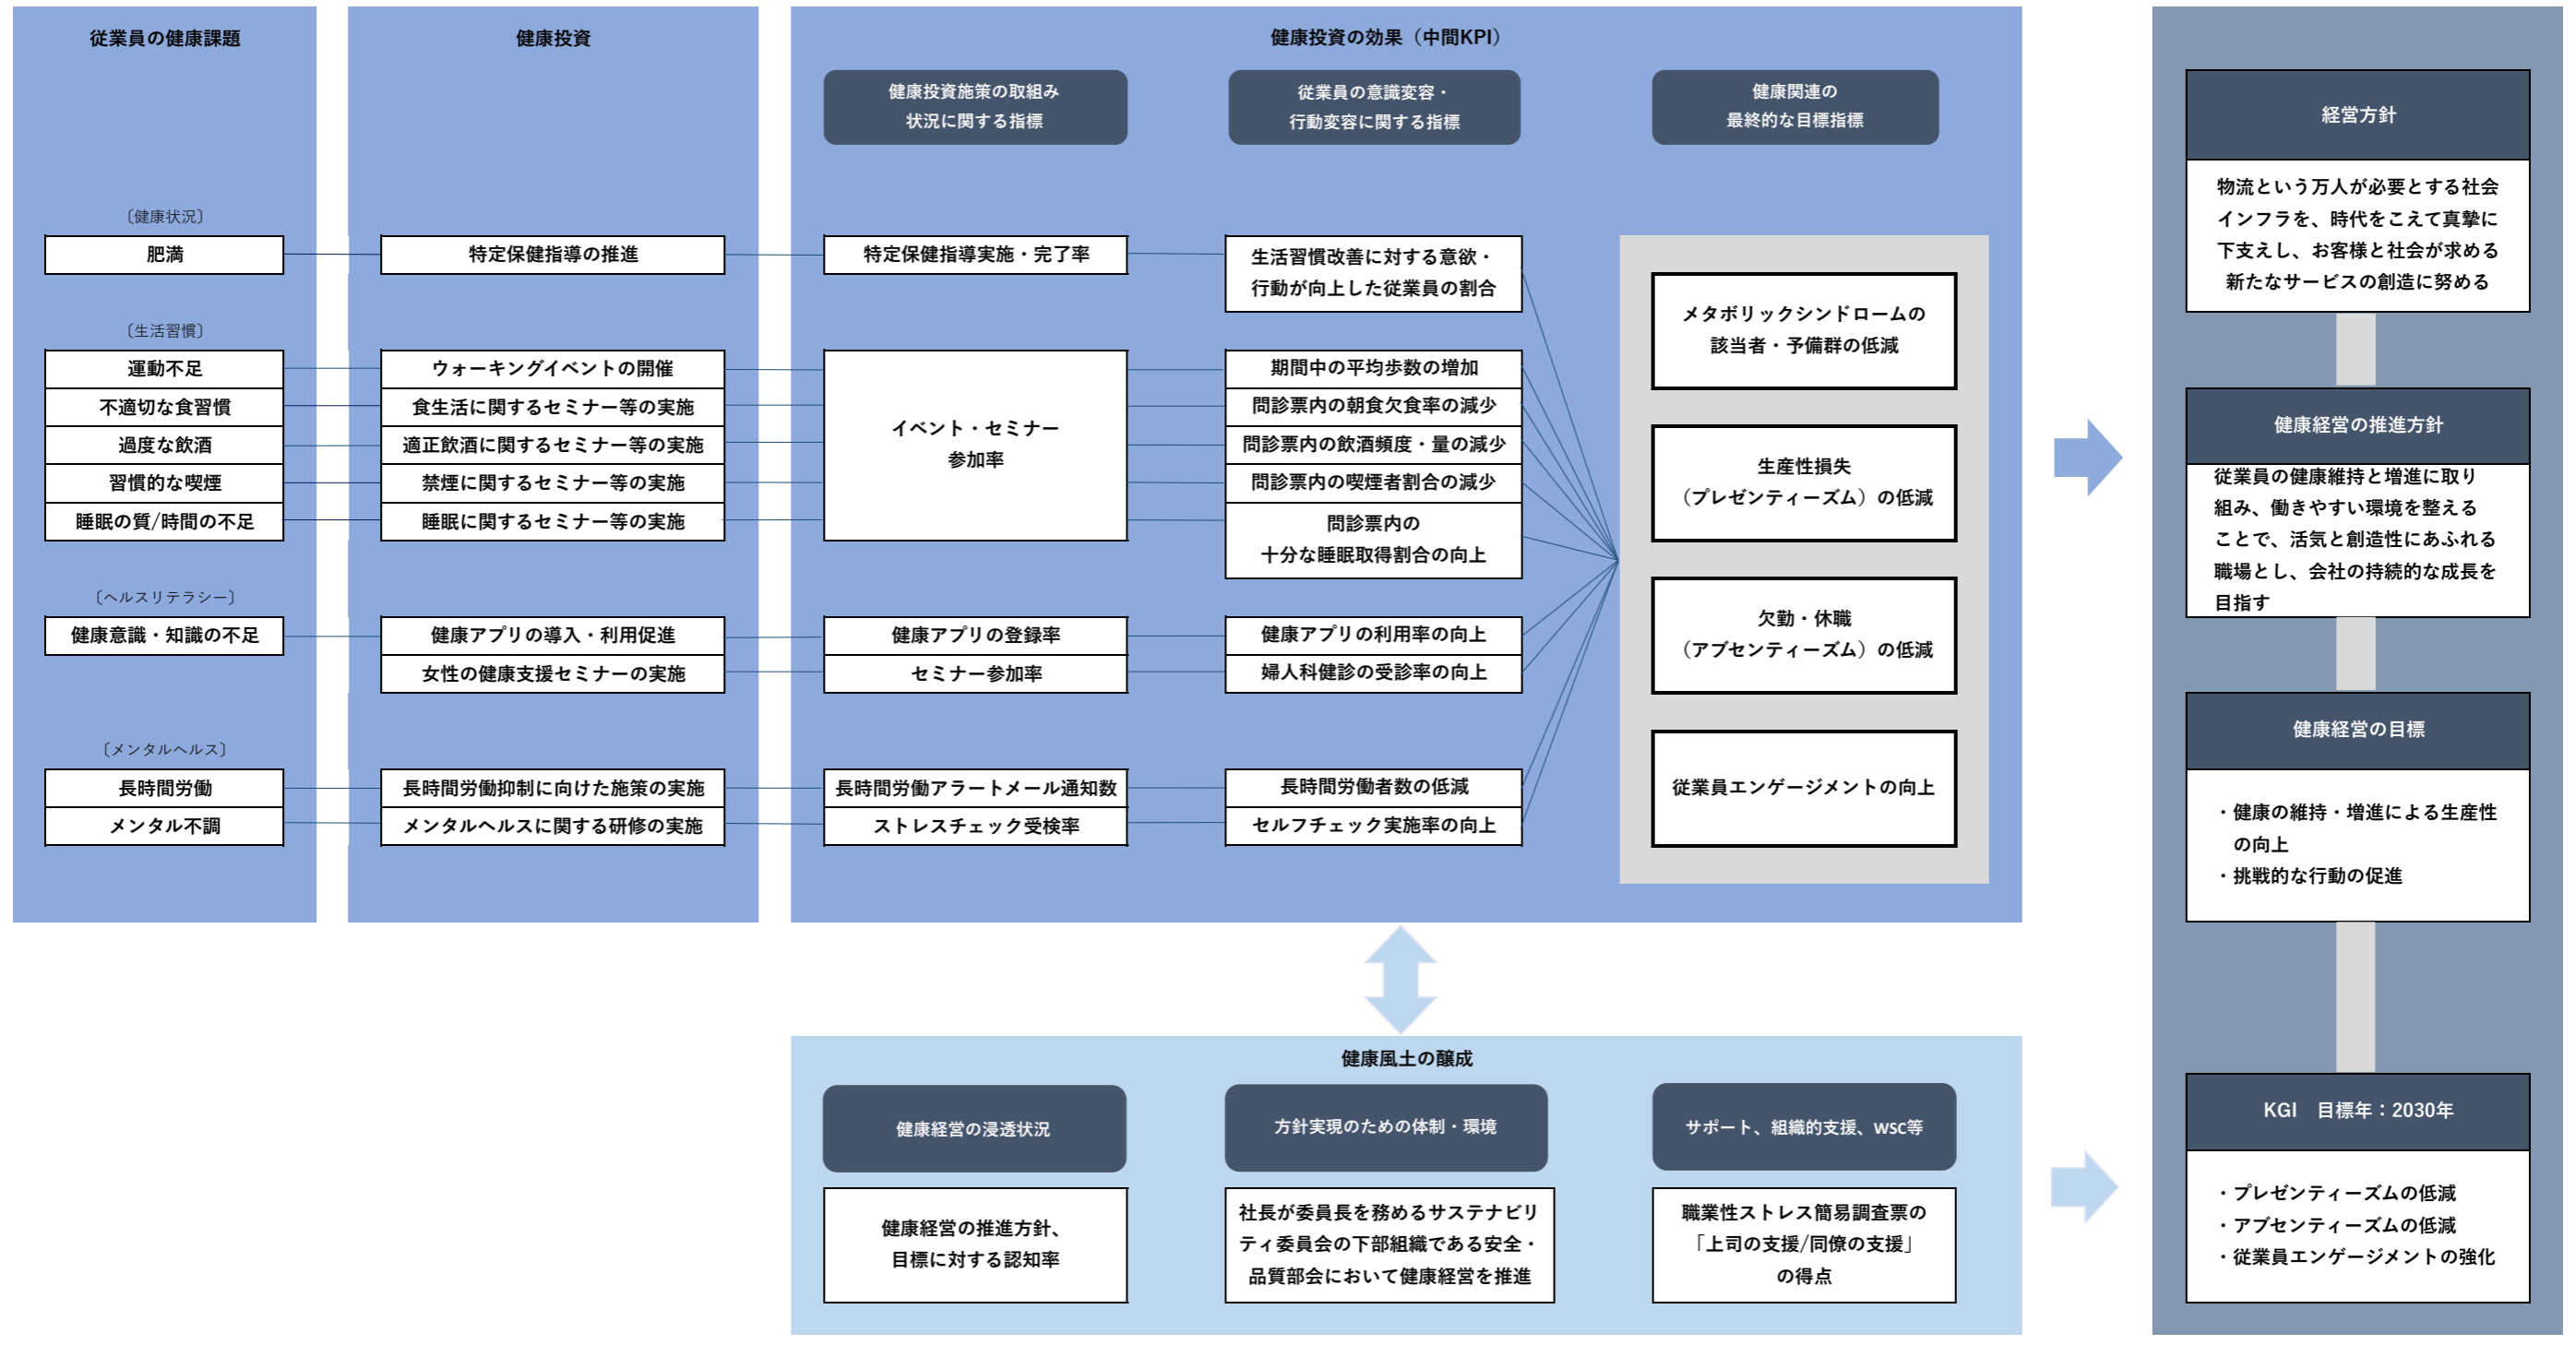 従業員の健康課題
〔健康状況〕
肥満
〔生活習慣〕
運動不足
不適切な食習慣
過度な飲酒
習慣的な喫煙
睡眠の質/時間の不足
〔ヘルスリテラシー〕
健康意識・知識の不足
〔メンタルヘルス〕
長時間労働
メンタル不調
健康投資
特定保健指導の推進
ウォーキングイベントの開催
食生活に関するセミナー等の実施
適正飲酒に関するセミナー等の実施
禁煙に関するセミナー等の実施
睡眠に関するセミナー等の実施
健康アプリの導入・利用促進
女性の健康支援セミナーの実施
長時間労働抑制に向けた施策の実施
メンタルヘルスに関する研修の実施
健康投資の効果（中間KPI）
健康投資施策の取組み
状況に関する指標
特定保健指導実施・完了率
イベント・セミナー
参加率
健康アプリの登録率
セミナー参加率
長時間労働アラートメール通知数
ストレスチェック受検率
従業員の意識変容・
行動変容に関する指標
生活習慣改善に対する意欲・
行動が向上した従業員の割合
期間中の平均歩数の増加
問診票内の朝食欠食率の減少
問診票内の飲酒頻度・量の減少
問診票内の喫煙者割合の減少
問診票内の
十分な睡眠取得割合の向上
健康アプリの利用率の向上
婦人科健診の受診率の向上
長時間労働者数の低減
セルフチェック実施率の向上
健康関連の
最終的な目標指標
メタボリックシンドロームの
該当者・予備群の低減
生産性損失
（プレゼンティーズム）の低減
欠勤・休職
（アブセンティーズム）の低減
従業員エンゲージメントの向上
健康風土の醸成
健康経営の浸透状況
健康経営の推進方針、
目標に対する認知率
方針実現のための体制・環境
社長が委員長を務めるサステナビリ
ティ委員会の下部組織である安全・
品質部会において健康経営を推進
サポート、組織的支援、WSC等
職業性ストレス簡易調査票の
「上司の支援/同僚の支援」
の得点
経営方針
物流という万人が必要とする社会
インフラを、時代をこえて真摯に
下支えし、お客様と社会が求める
新たなサービスの創造に努める
健康経営の推進方針
従業員の健康維持と増進に取り
組み、働きやすい環境を整える
ことで、活気と創造性にあふれる
職場とし、会社の持続的な成長を
目指す
健康経営の目標
・健康の維持・増進による生産性
の向上
・挑戦的な行動の促進
KGI　目標年：2030年
・プレゼンティーズムの低減
・アブセンティーズムの低減
・従業員エンゲージメントの強化